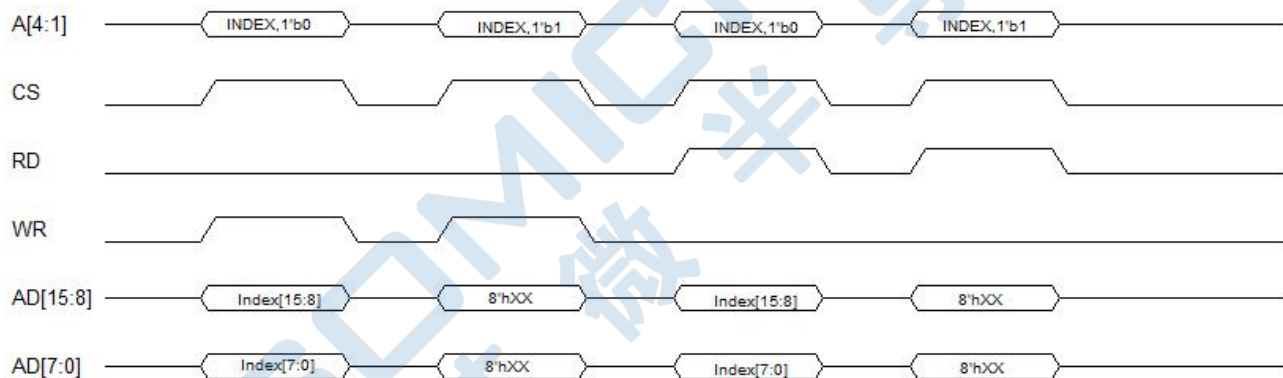 A[4:1] INDEX,1'b0 INDEX,1'b1 INDEX,1'b0 INDEX,1'b1
CS
RD
WR
AD[15:8] Index[15:8] 8'hXX Index[15:8] 8'hXX
AD[7:0] Index[7:0] 8'hXX Index[7:0] 8'hXX